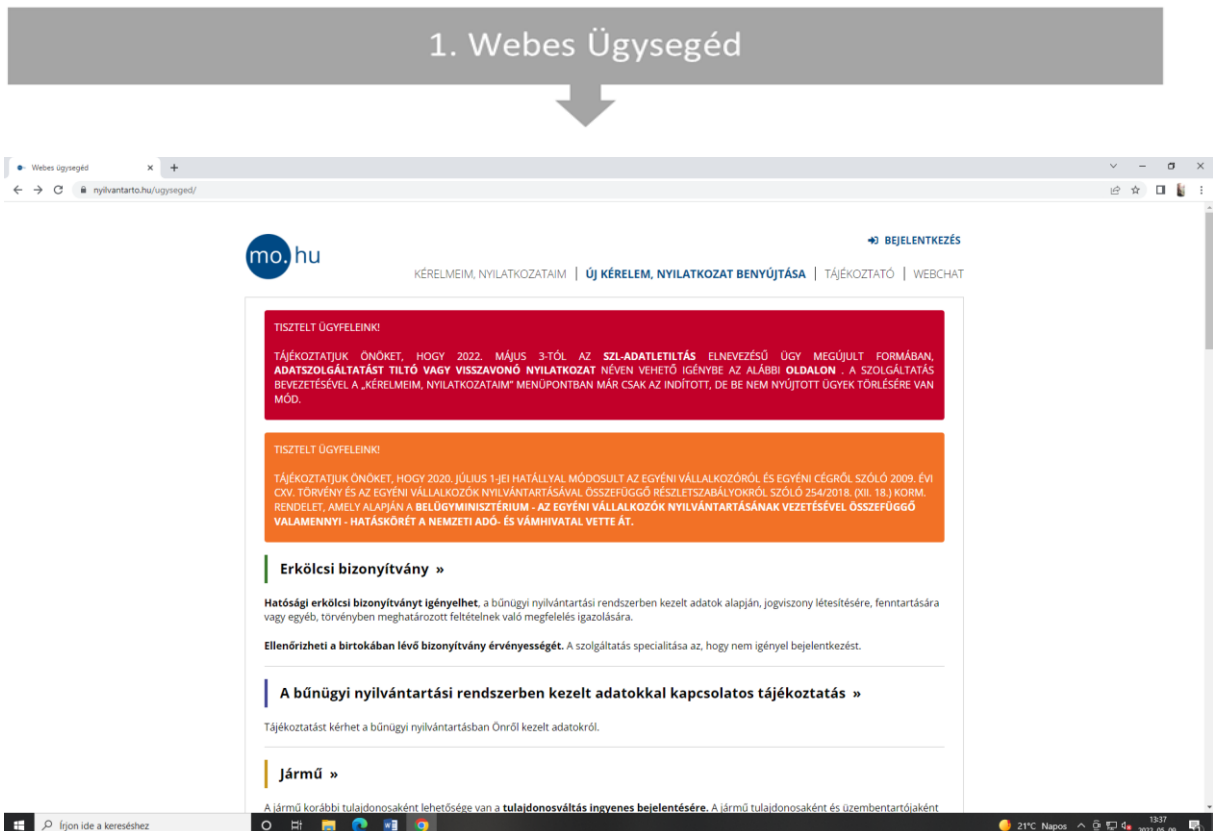 1. Webes Ügysegéd
Webes ügysegéd
nyilvantarto.hu/ugyseged/
mo.hu
BEJELENTKEZÉS
KÉRELMEIM, NYILATKOZATAIM | ÚJ KÉRELEM, NYILATKOZAT BENYÚJTÁSA | TÁJÉKOZTATÓ | WEBCHAT
TISZTELT ÜGYFELEINK!
TÁJÉKOZTATJUK ÖNÖKET, HOGY 2022. MÁJUS 3-TÓL AZ SZL-ADATLETILTÁS ELNEVEZÉSŰ ÜGY MEGÚJULT FORMÁBAN,
ADATSZOLGÁLTATÁST TILTÓ VAGY VISSZAVONÓ NYILATKOZAT NÉVEN VEHETŐ IGÉNYBE AZ ALÁBBI OLDALON . A SZOLGÁLTATÁS
BEVEZETÉSÉVEL A „KÉRELMEIM, NYILATKOZATAIM” MENÜPONTBAN MÁR CSAK AZ INDÍTOTT, DE BE NEM NYÚJTOTT ÜGYEK TÖRLÉSÉRE VAN
MÓD.
TISZTELT ÜGYFELEINK!
TÁJÉKOZTATJUK ÖNÖKET, HOGY 2020. JÚLIUS 1-JEI HATÁLLYAL MÓDOSULT AZ EGYÉNI VÁLLALKOZÓRÓL ÉS EGYÉNI CÉGRŐL SZÓLÓ 2009. ÉVI
CXV. TÖRVÉNY ÉS AZ EGYÉNI VÁLLALKOZÓK NYILVÁNTARTÁSÁVAL ÖSSZEFÜGGŐ RÉSZLETSZABÁLYOKRÓL SZÓLÓ 254/2018. (XII. 18.) KORM.
RENDELET, AMELY ALAPJÁN A BELÜGYMINISZTÉRIUM - AZ EGYÉNI VÁLLALKOZÓK NYILVÁNTARTÁSÁNAK VEZETÉSÉVEL ÖSSZEFÜGGŐ
VALAMENNYI - HATÁSKÖRÉT A NEMZETI ADÓ- ÉS VÁMHIVATAL VETTE ÁT.
Erkölcsi bizonyítvány »
Hatósági erkölcsi bizonyítványt igényelhet, a bűnügyi nyilvántartási rendszerben kezelt adatok alapján, jogviszony létesítésére, fenntartására
vagy egyéb, törvényben meghatározott feltételnek való megfelelés igazolására.
Ellenőrizheti a birtokában lévő bizonyítvány érvényességét. A szolgáltatás specialitása az, hogy nem igényel bejelentkezést.
A bűnügyi nyilvántartási rendszerben kezelt adatokkal kapcsolatos tájékoztatás »
Tájékoztatást kérhet a bűnügyi nyilvántartásban Önről kezelt adatokról.
Jármű »
A jármű korábbi tulajdonosaként lehetősége van a tulajdonosváltás ingyenes bejelentésére. A jármű tulajdonosaként és üzembentartójaként
Írjon ide a kereséshez
21°C Napos
13:37
2022. 05. 09.